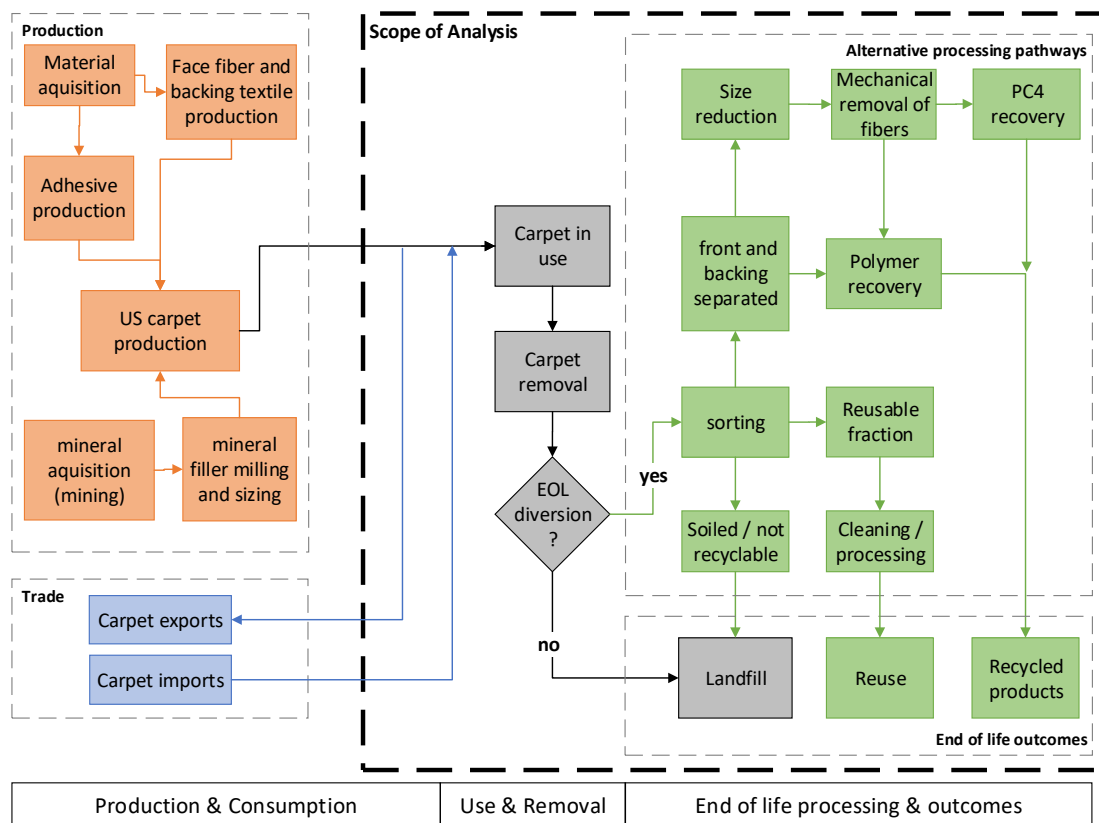 Production
Material
aquisition
Face fiber and
backing textile
production
Adhesive
production
US carpet
production
mineral
aquisition
(mining)
mineral
filler milling
and sizing
Trade
Carpet exports
Carpet imports
Scope of Analysis
Carpet in
use
Carpet
removal
EOL
diversion
?
yes
no
Alternative processing pathways
Size
reduction
Mechanical
removal of
fibers
PC4
recovery
front and
backing
separated
Polymer
recovery
sorting
Reusable
fraction
Soiled / not
recyclable
Cleaning /
processing
Landfill
Reuse
Recycled
products
End of life outcomes
Production & Consumption
Use & Removal
End of life processing & outcomes